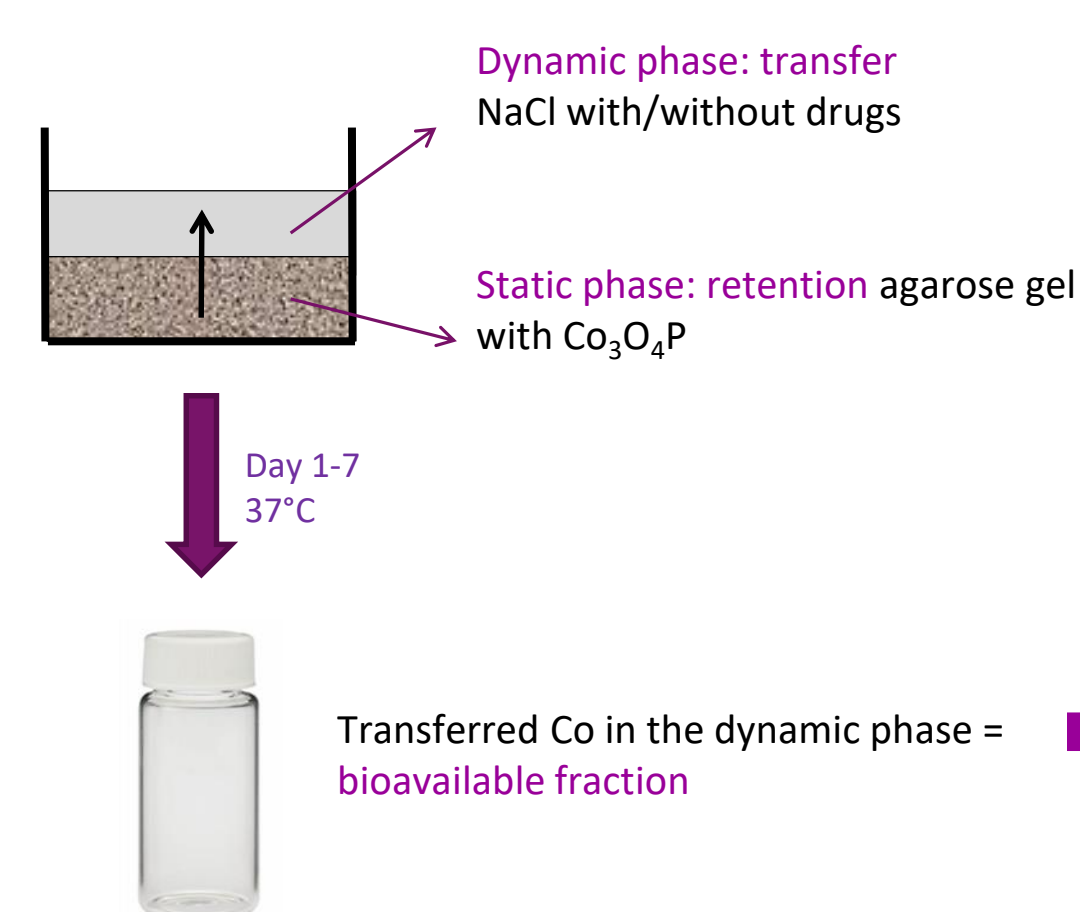 Dynamic phase: transfer
NaCl with/without drugs
Static phase: retention agarose gel
with Co₃O₄P
Day 1-7
37°C
Transferred Co in the dynamic phase =
bioavailable fraction